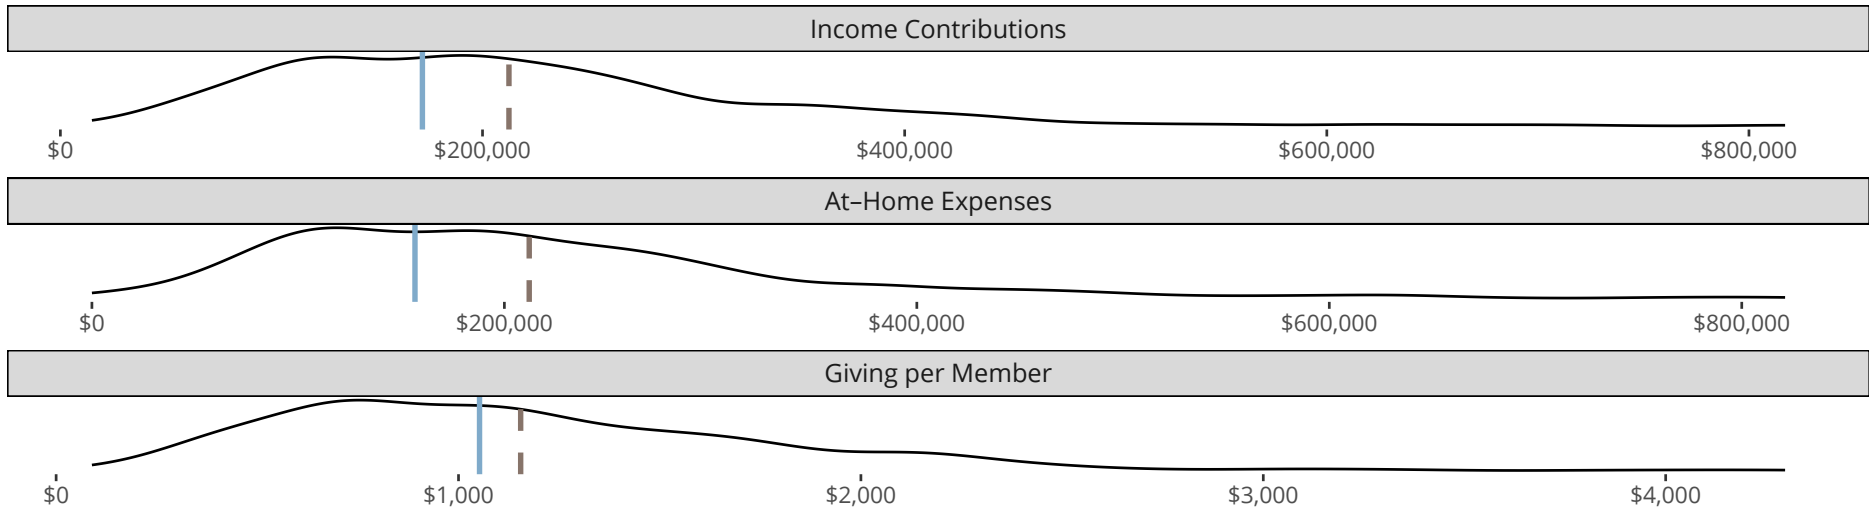 Income Contributions
$0 $200,000 $400,000 $600,000 $800,000
At–Home Expenses
$0 $200,000 $400,000 $600,000 $800,000
Giving per Member
$0 $1,000 $2,000 $3,000 $4,000